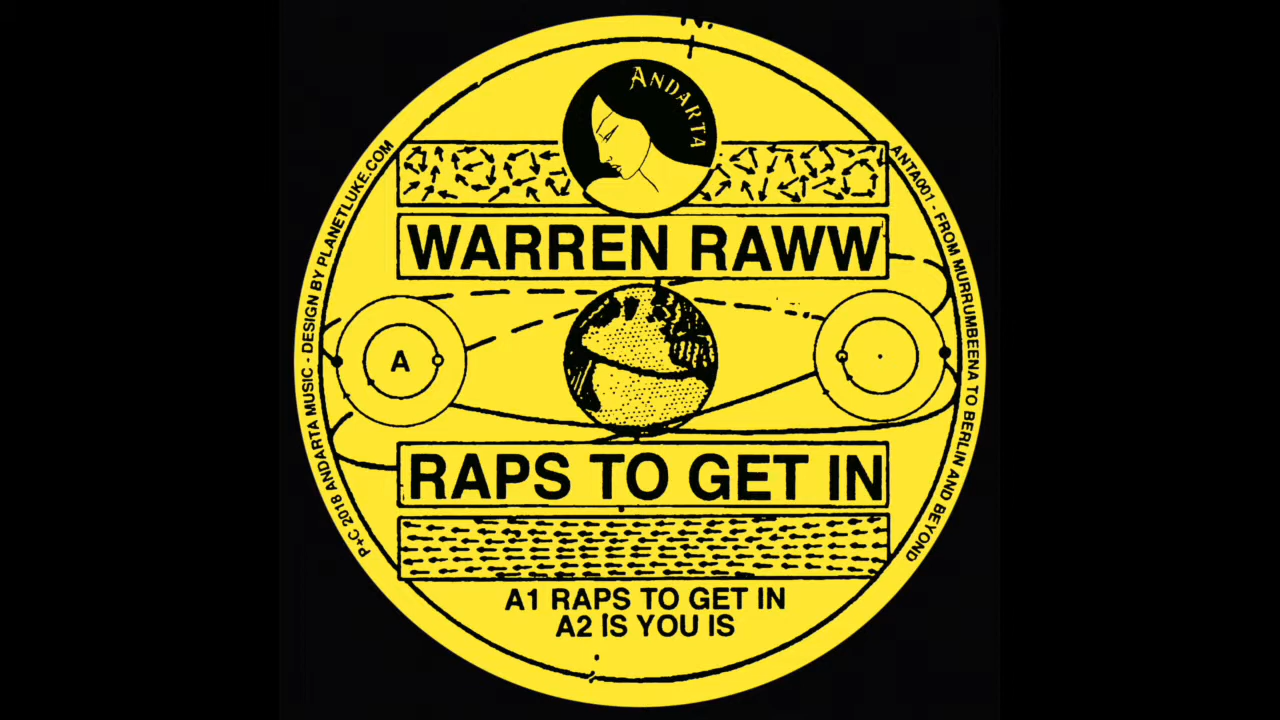 N.
ANDARTA
WARREN RAWW
A
RAPS TO GET IN
A1 RAPS TO GET IN
A2 IS YOU IS
P+C 2018 ANDARTA MUSIC - DESIGN BY PLANETLUKE.COM
ANTA001 - FROM MURRUMBEENA TO BERLIN AND BEYOND